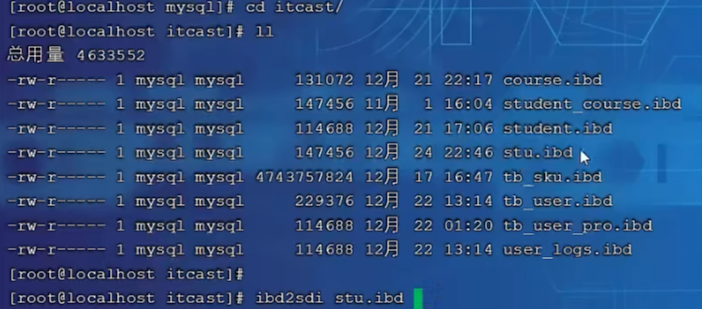 [root@localhost mysql]# cd itcast/
[root@localhost itcast]# ll
总用量 4633552
-rw-r----- 1 mysql mysql     131072 12月 21 22:17 course.ibd
-rw-r----- 1 mysql mysql     147456 11月  1 16:04 student_course.ibd
-rw-r----- 1 mysql mysql     114688 12月 21 17:06 student.ibd
-rw-r----- 1 mysql mysql     147456 12月 24 22:46 stu.ibd
-rw-r----- 1 mysql mysql 4743757824 12月 17 16:47 tb_sku.ibd
-rw-r----- 1 mysql mysql     229376 12月 22 13:14 tb_user.ibd
-rw-r----- 1 mysql mysql     114688 12月 22 01:20 tb_user_pro.ibd
-rw-r----- 1 mysql mysql     114688 12月 22 13:14 user_logs.ibd
[root@localhost itcast]#
[root@localhost itcast]# ibd2sdi stu.ibd